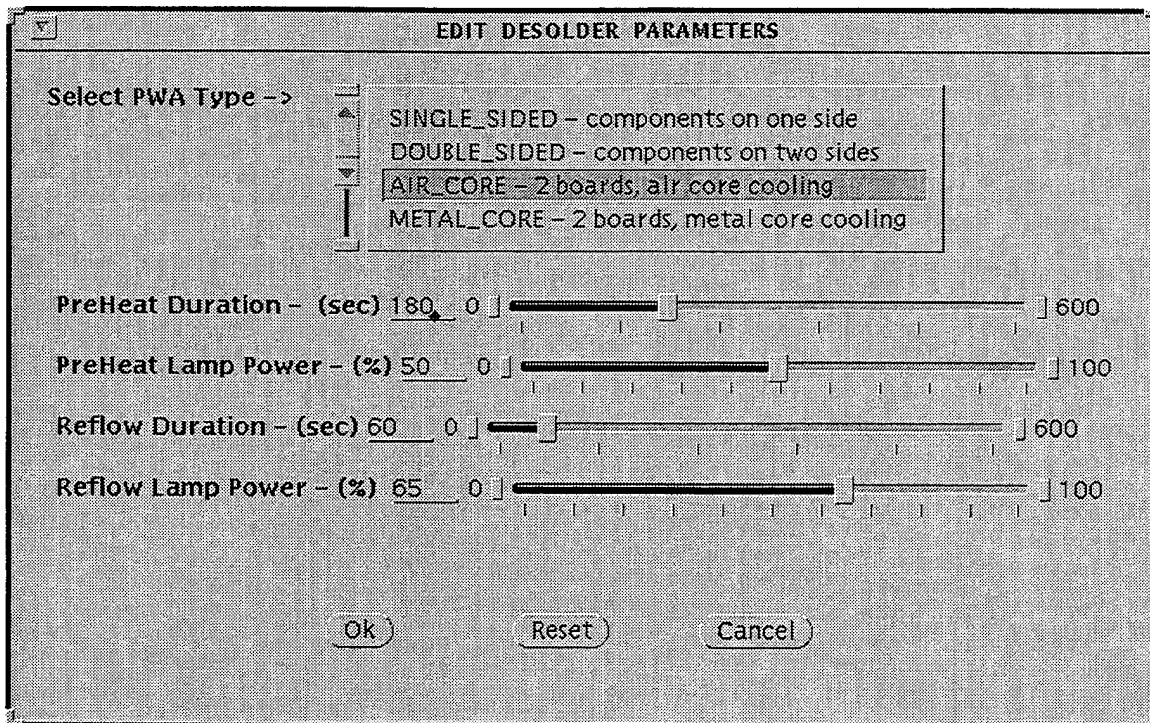 EDIT DESOLDER PARAMETERS
Select PWA Type ->
SINGLE_SIDED – components on one side
DOUBLE_SIDED – components on two sides
AIR_CORE – 2 boards, air core cooling
METAL_CORE – 2 boards, metal core cooling
PreHeat Duration – (sec) 180 0 600
PreHeat Lamp Power – (%) 50 0 100
Reflow Duration – (sec) 60 0 600
Reflow Lamp Power – (%) 65 0 100
Ok Reset Cancel